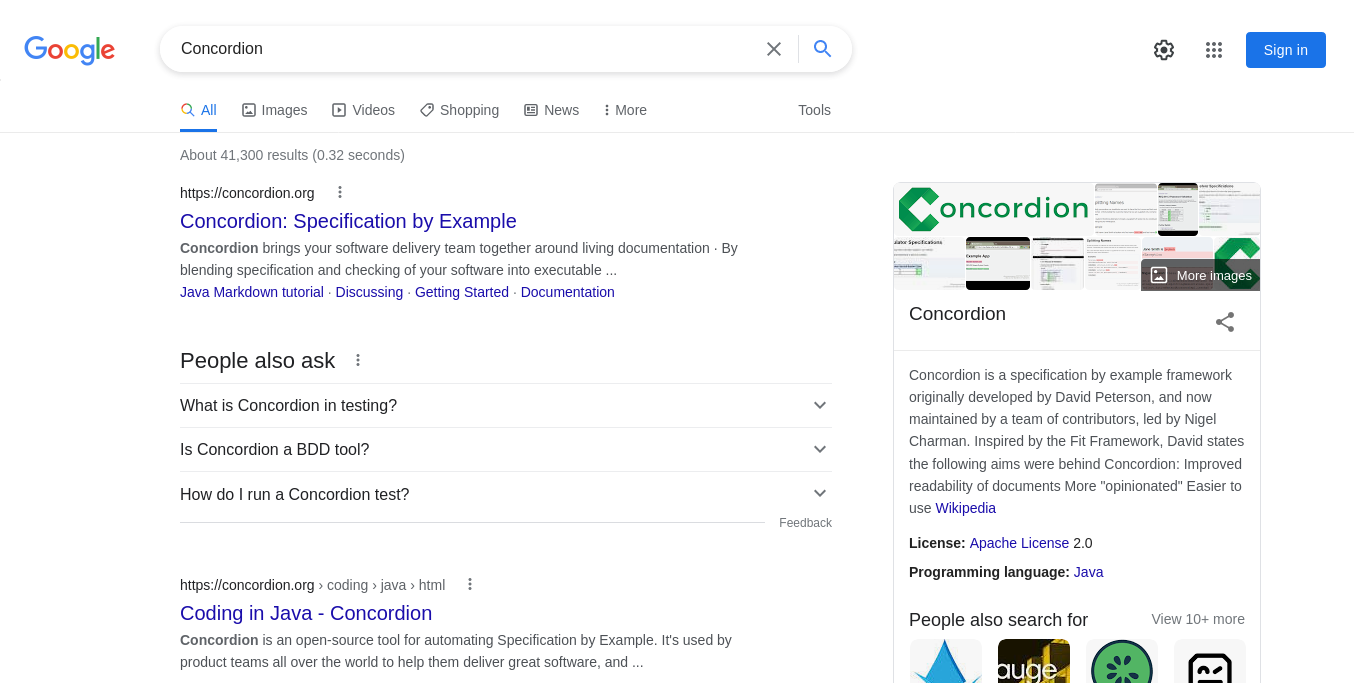 Google
Concordion
Sign in
All
Images
Videos
Shopping
News
More
Tools
About 41,300 results (0.32 seconds)
https://concordion.org
Concordion: Specification by Example
Concordion brings your software delivery team together around living documentation · By
blending specification and checking of your software into executable ...
Java Markdown tutorial · Discussing · Getting Started · Documentation
People also ask
What is Concordion in testing?
Is Concordion a BDD tool?
How do I run a Concordion test?
Feedback
https://concordion.org › coding › java › html
Coding in Java - Concordion
Concordion is an open-source tool for automating Specification by Example. It's used by
product teams all over the world to help them deliver great software, and ...
Concordion
Splitting Names
Example App
More images
Concordion
Concordion is a specification by example framework
originally developed by David Peterson, and now
maintained by a team of contributors, led by Nigel
Charman. Inspired by the Fit Framework, David states
the following aims were behind Concordion: Improved
readability of documents More "opinionated" Easier to
use Wikipedia
License: Apache License 2.0
Programming language: Java
People also search for
View 10+ more
auge